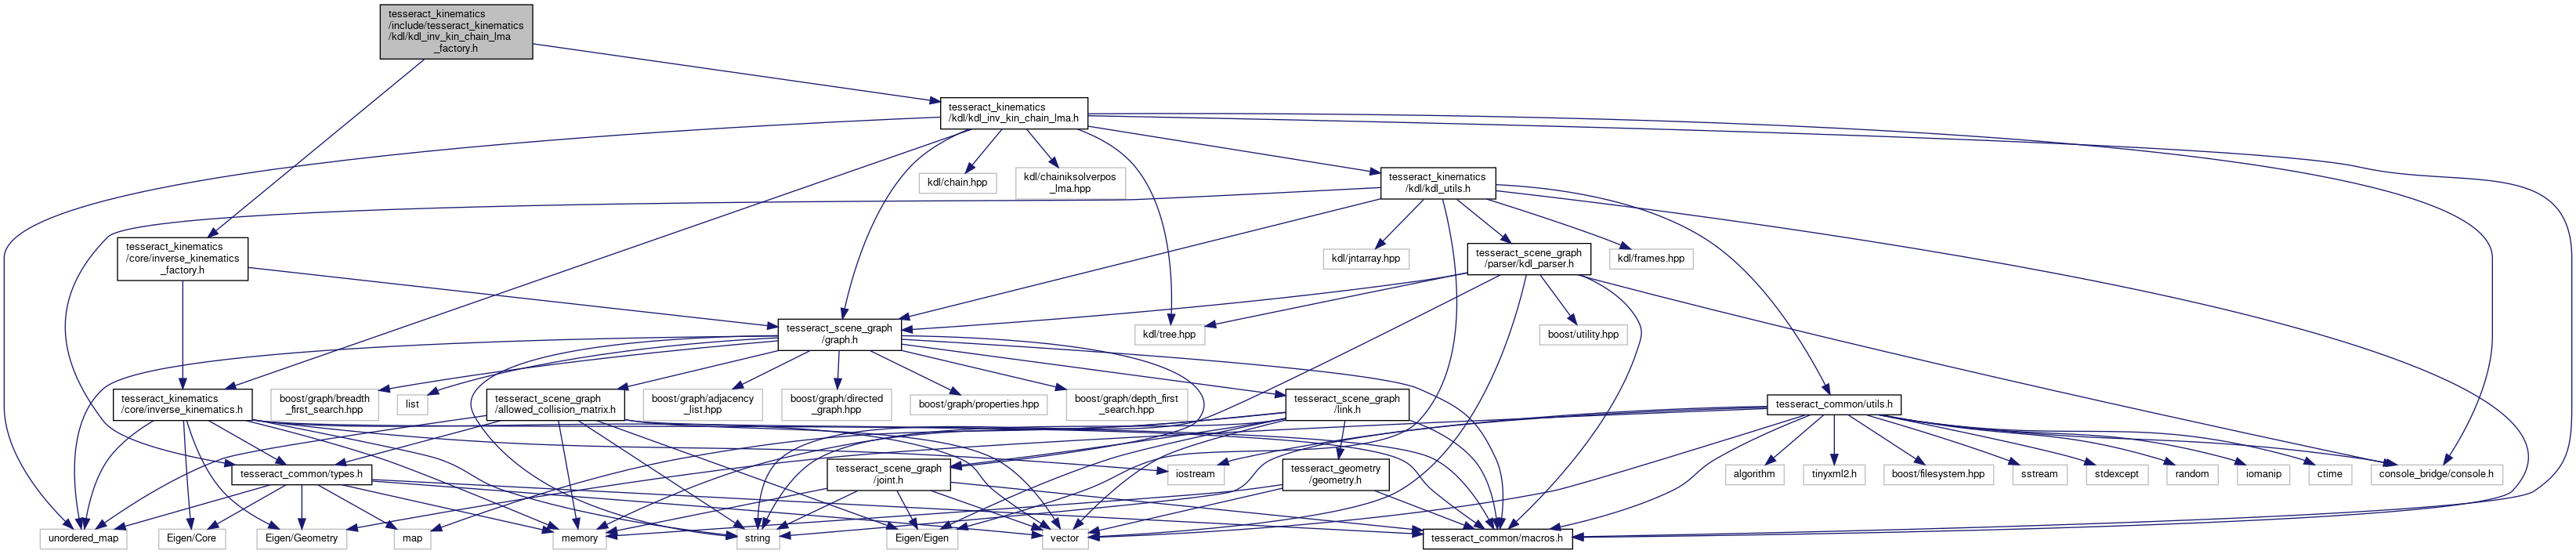 tesseract_kinematics
/include/tesseract_kinematics
/kdl/kdl_inv_kin_chain_lma
_factory.h
tesseract_kinematics
/kdl/kdl_inv_kin_chain_lma.h
kdl/chain.hpp
kdl/chainiksolverpos
_lma.hpp
tesseract_kinematics
/kdl/kdl_utils.h
tesseract_kinematics
/core/inverse_kinematics
_factory.h
kdl/jntarray.hpp
tesseract_scene_graph
/parser/kdl_parser.h
kdl/frames.hpp
tesseract_scene_graph
/graph.h
kdl/tree.hpp
boost/utility.hpp
tesseract_kinematics
/core/inverse_kinematics.h
boost/graph/breadth
_first_search.hpp
list
tesseract_scene_graph
/allowed_collision_matrix.h
boost/graph/adjacency
_list.hpp
boost/graph/directed
_graph.hpp
boost/graph/properties.hpp
boost/graph/depth_first
_search.hpp
tesseract_scene_graph
/link.h
tesseract_common/utils.h
tesseract_common/types.h
tesseract_scene_graph
/joint.h
iostream
tesseract_geometry
/geometry.h
algorithm
tinyxml2.h
boost/filesystem.hpp
sstream
stdexcept
random
iomanip
ctime
console_bridge/console.h
unordered_map
Eigen/Core
Eigen/Geometry
map
memory
string
Eigen/Eigen
vector
tesseract_common/macros.h